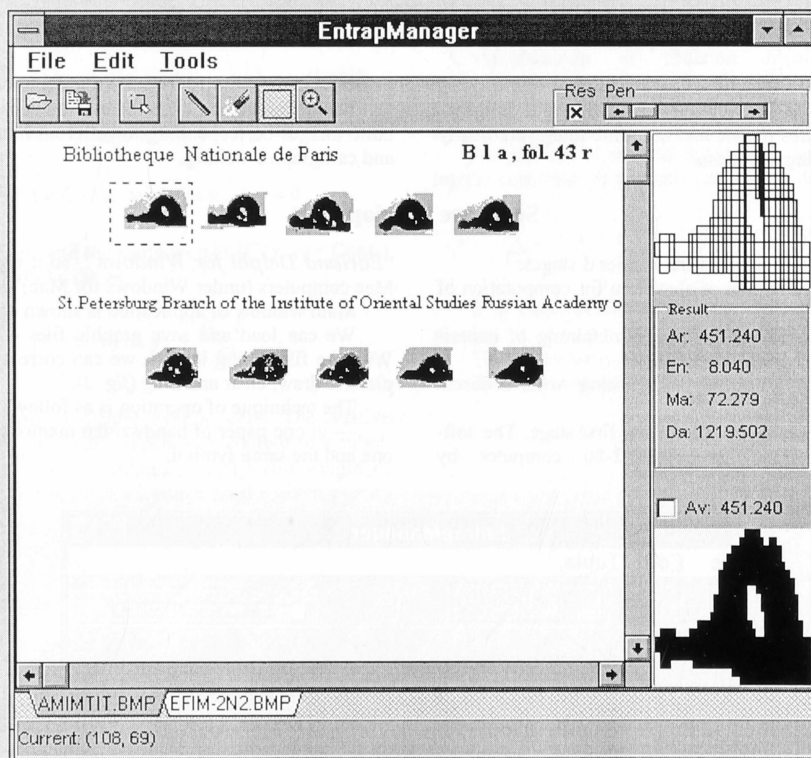 EntrapManager
File Edit Tools
Res Pen
Bibliotheque Nationale de Paris B l a , fol. 43 r
St.Petersburg Branch of the Institute of Oriental Studies Russian Academy o
Result
Ar: 451.240
En: 8.040
Ma: 72.279
Da: 1219.502
Av: 451.240
AMIMTIT.BMP EFIM-2N2.BMP
Current: (108, 69)